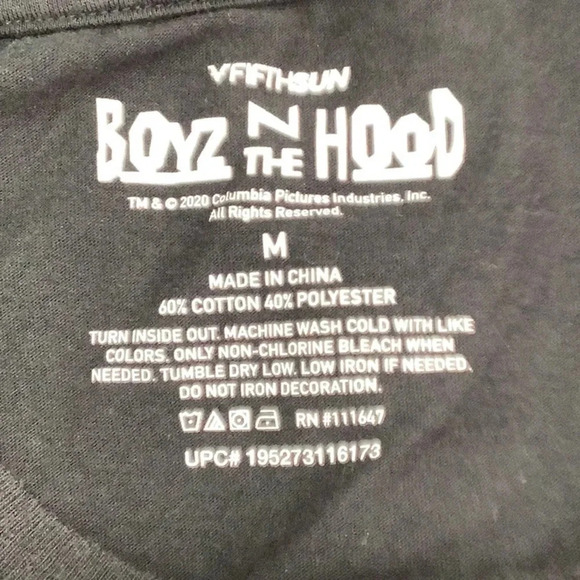 FIFTHSUN
BOYZ N THE HOOD
TM & © 2020 Columbia Pictures Industries, Inc.
All Rights Reserved.
M
MADE IN CHINA
60% COTTON 40% POLYESTER
TURN INSIDE OUT. MACHINE WASH COLD WITH LIKE
COLORS. ONLY NON-CHLORINE BLEACH WHEN
NEEDED. TUMBLE DRY LOW. LOW IRON IF NEEDED.
DO NOT IRON DECORATION.
RN #111647
UPC# 195273116173